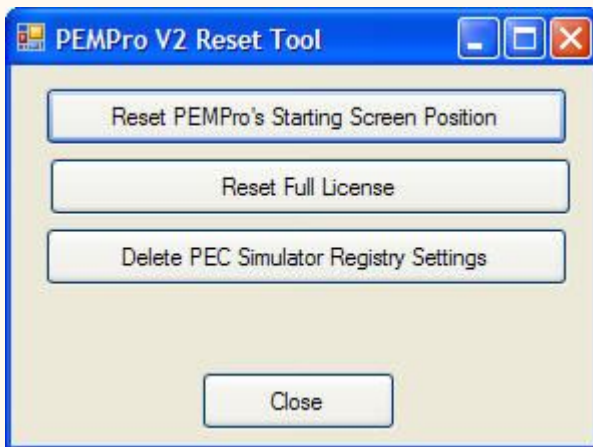 PEMPro V2 Reset Tool
Reset PEMPro's Starting Screen Position
Reset Full License
Delete PEC Simulator Registry Settings
Close